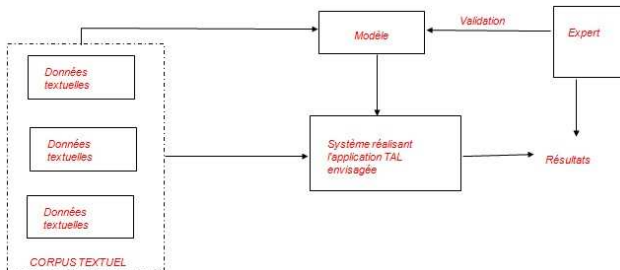 Validation
Expert
Modèle
Données
textuelles
Données
textuelles
Système réalisant
l'application TAL
envisagée
Résultats
Données
textuelles
CORPUS TEXTUEL